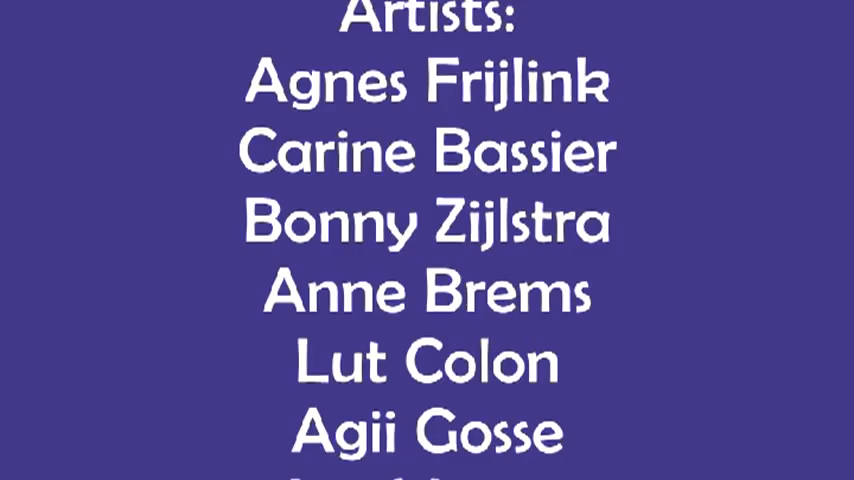 Artists:
Agnes Frijlink
Carine Bassier
Bonny Zijlstra
Anne Brems
Lut Colon
Agii Gosse